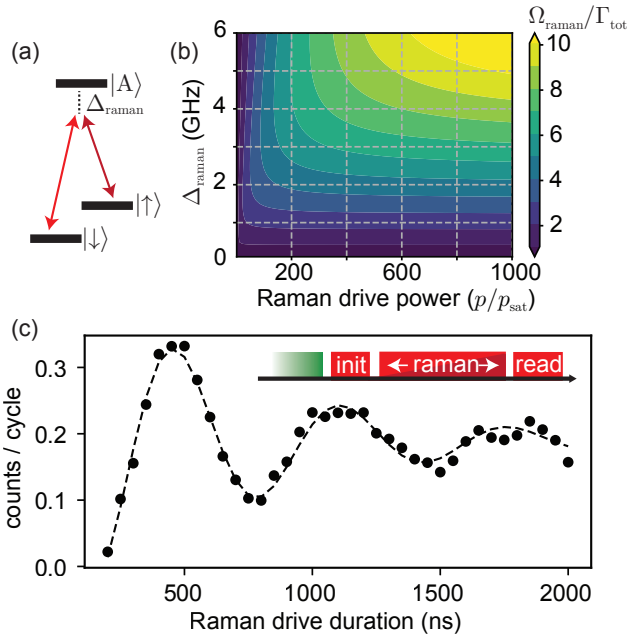 (a)
|A⟩
Δraman
|↑⟩
|↓⟩
(b)
Ωraman/Γtot
6
4
2
0
Δraman (GHz)
200
600
1000
Raman drive power (p/psat)
10
8
6
4
2
(c)
init
raman
read
0.3
0.2
0.1
0.0
counts / cycle
500
1000
1500
2000
Raman drive duration (ns)